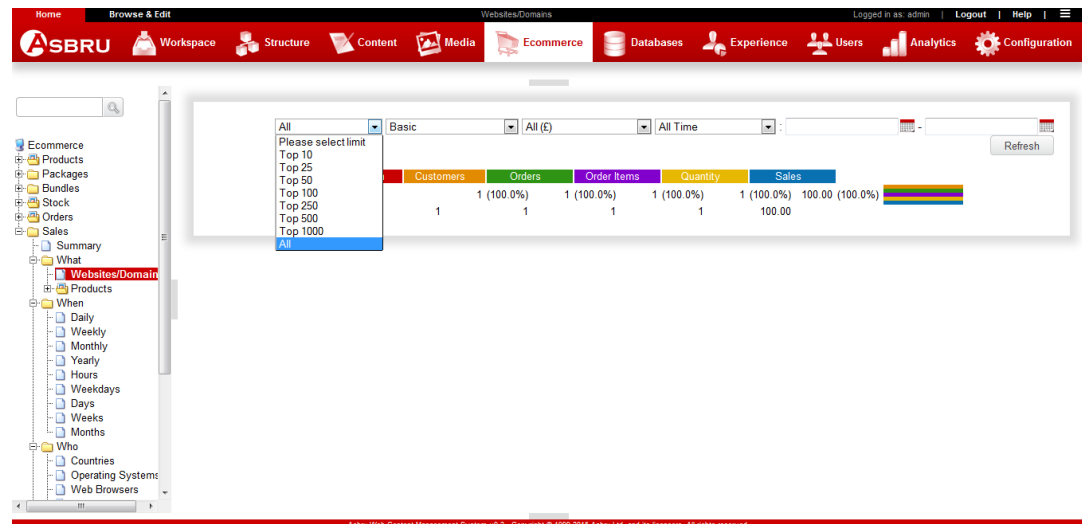 Home Browse & Edit Websites/Domains Logged in as: admin | Logout | Help |
ASBRU Workspace Structure Content Media Ecommerce Databases Experience Users Analytics Configuration
All Basic All (£) All Time : -
Refresh
Please select limit
Top 10
Top 25
Top 50
Top 100
Top 250
Top 500
Top 1000
All
Customers Orders Order Items Quantity Sales
1 (100.0%) 1 (100.0%) 1 (100.0%) 1 (100.0%) 100.00 (100.0%)
1 1 1 1 100.00
Ecommerce
Products
Packages
Bundles
Stock
Orders
Sales
Summary
What
Websites/Domain
Products
When
Daily
Weekly
Monthly
Yearly
Hours
Weekdays
Days
Weeks
Months
Who
Countries
Operating Systems
Web Browsers